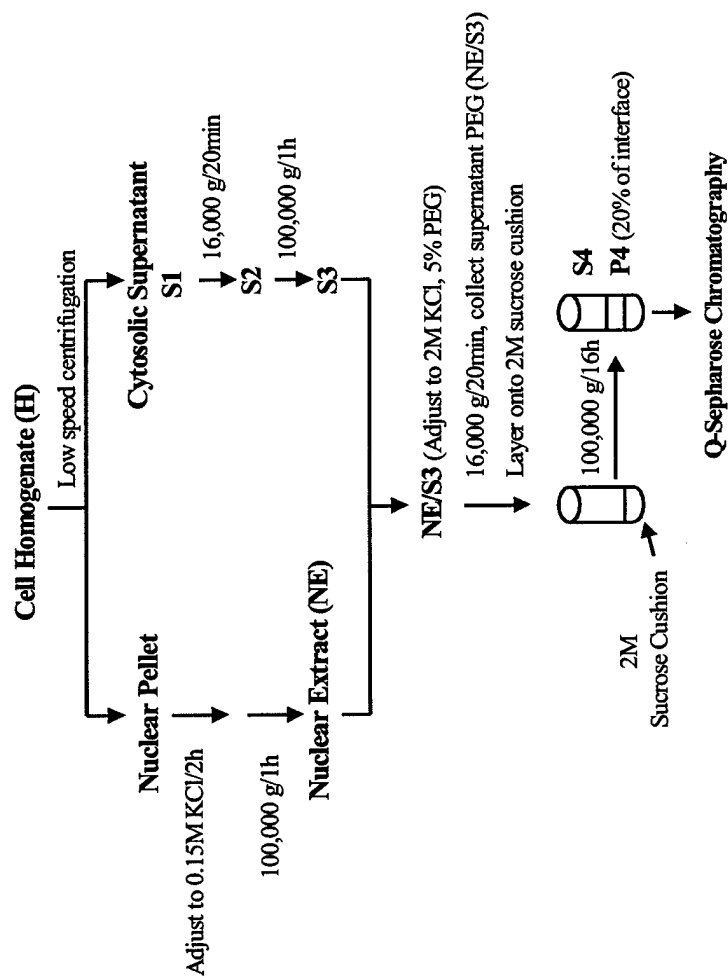 Cell Homogenate (H)
Low speed centrifugation
Nuclear Pellet
Cytosolic Supernatant
S1
Adjust to 0.15M KCl/2h
16,000 g/20min
S2
100,000 g/1h
100,000 g/1h
Nuclear Extract (NE)
S3
NE/S3 (Adjust to 2M KCl, 5% PEG)
16,000 g/20min, collect supernatant PEG (NE/S3)
Layer onto 2M sucrose cushion
100,000 g/16h
S4
P4 (20% of interface)
2M
Sucrose Cushion
Q-Sepharose Chromatography